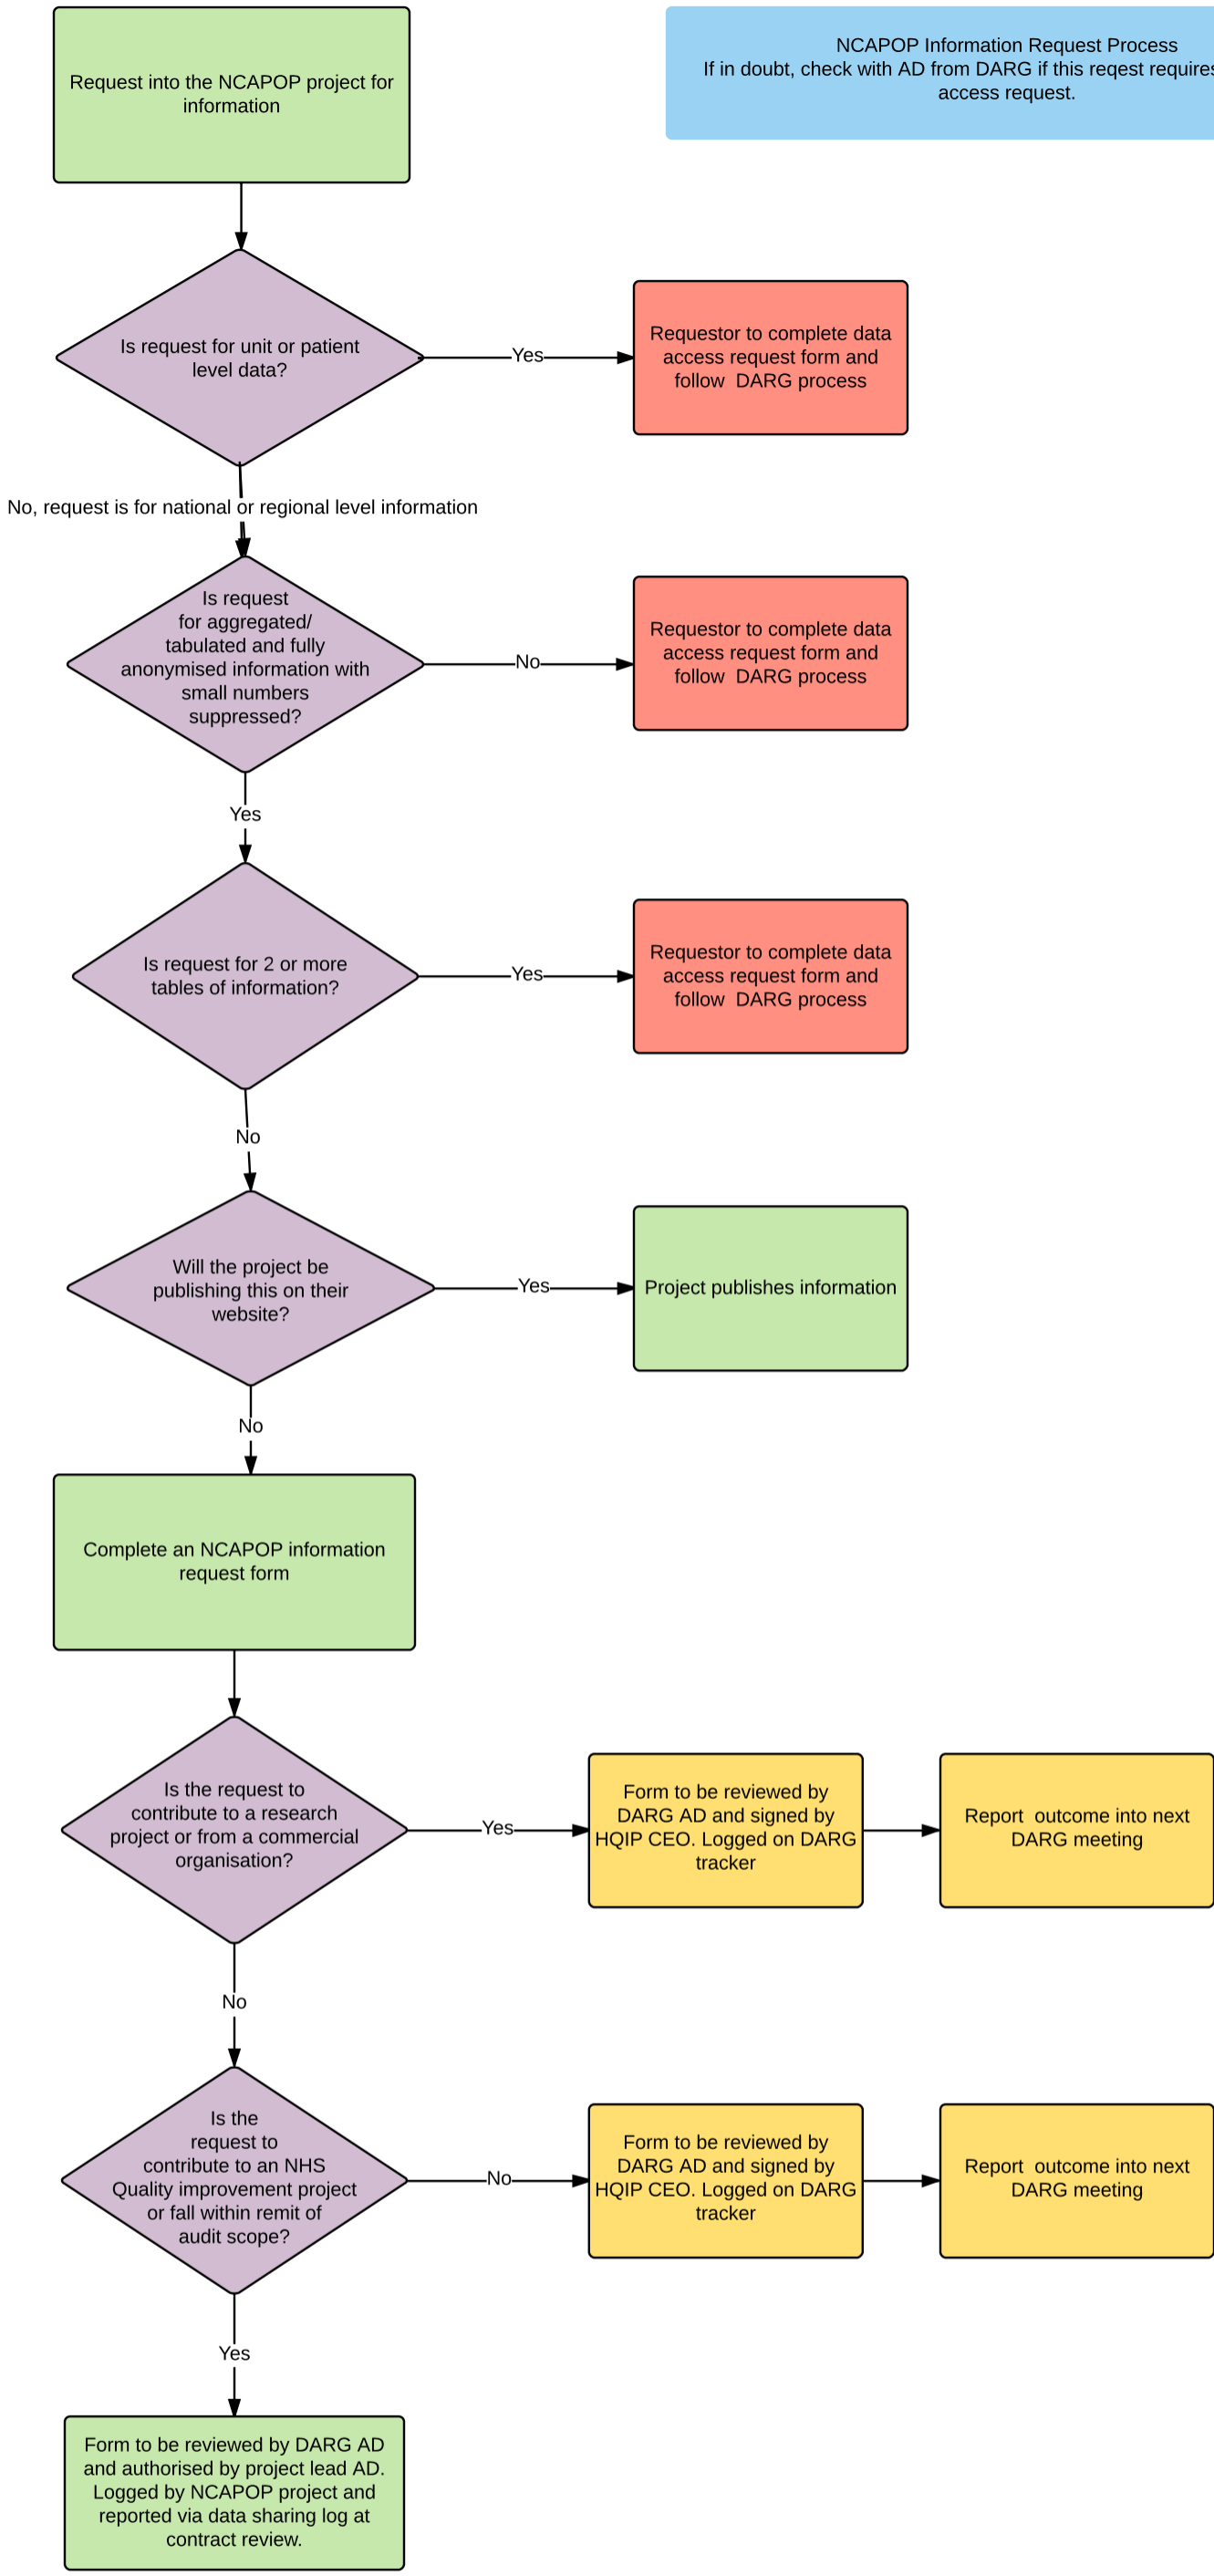 Request into the NCAPOP project for
information
NCAPOP Information Request Process
If in doubt, check with AD from DARG if this reqest requires
access request.
Is request for unit or patient
level data?
Yes
Requestor to complete data
access request form and
follow  DARG process
No, request is for national or regional level information
Is request
for aggregated/
tabulated and fully
anonymised information with
small numbers
suppressed?
No
Requestor to complete data
access request form and
follow  DARG process
Yes
Is request for 2 or more
tables of information?
Yes
Requestor to complete data
access request form and
follow  DARG process
No
Will the project be
publishing this on their
website?
Yes
Project publishes information
No
Complete an NCAPOP information
request form
Is the request to
contribute to a research
project or from a commercial
organisation?
Yes
Form to be reviewed by
DARG AD and signed by
HQIP CEO. Logged on DARG
tracker
Report  outcome into next
DARG meeting
No
Is the
request to
contribute to an NHS
Quality improvement project
or fall within remit of
audit scope?
No
Form to be reviewed by
DARG AD and signed by
HQIP CEO. Logged on DARG
tracker
Report  outcome into next
DARG meeting
Yes
Form to be reviewed by DARG AD
and authorised by project lead AD.
Logged by NCAPOP project and
reported via data sharing log at
contract review.